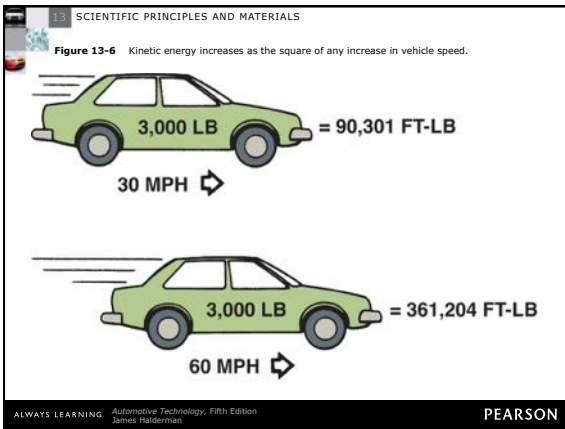 13 SCIENTIFIC PRINCIPLES AND MATERIALS
Figure 13-6 Kinetic energy increases as the square of any increase in vehicle speed.
3,000 LB = 90,301 FT-LB
30 MPH
3,000 LB = 361,204 FT-LB
60 MPH
ALWAYS LEARNING Automotive Technology, Fifth Edition
James Halderman
PEARSON